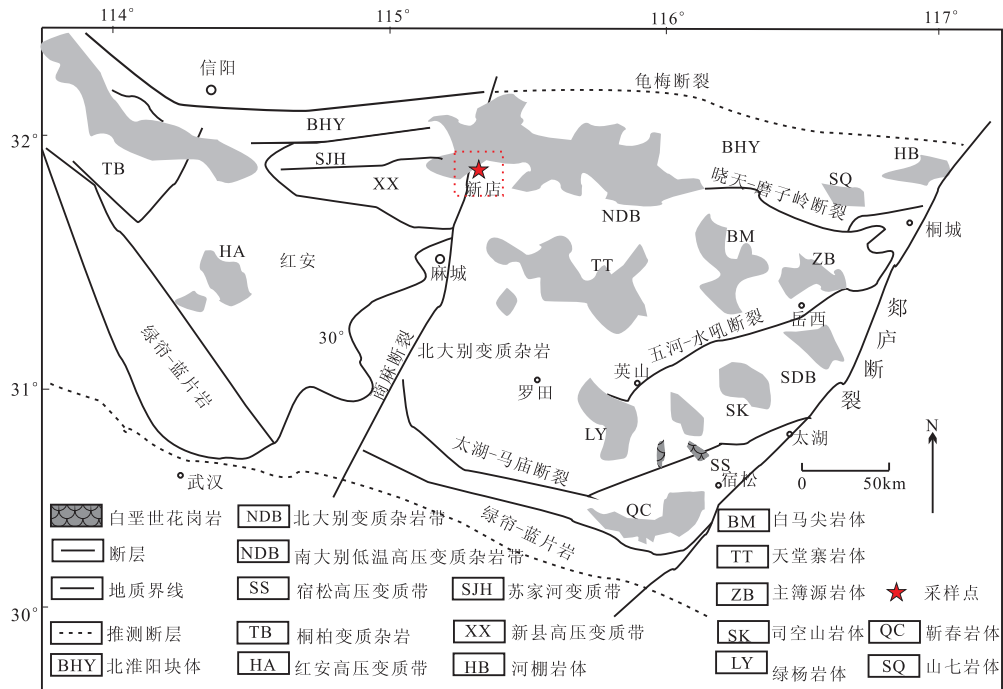 114° 115° 116° 117°
信阳
龟梅断裂
BHY
32°
BHY
HB
SJH
TB
XX
新店
SQ
晓天-磨子岭断裂
NDB
桐城
BM
HA
红安
麻城
TT
ZB
绿帘-蓝片岩
30°
商麻断裂
北大别变质杂岩
五河-水吼断裂
岳西
郯庐断裂
31°
罗田
英山
SDB
SK
LY
太湖
N
太湖-马庙断裂
SS
宿松
0 50km
武汉
绿帘-蓝片岩
QC
30°
白垩世花岗岩
断层
地质界线
推测断层
BHY 北淮阳块体
NDB 北大别变质杂岩带
NDB 南大别低温高压变质杂岩带
SS 宿松高压变质带
TB 桐柏变质杂岩
HA 红安高压变质带
SJH 苏家河变质带
XX 新县高压变质带
HB 河棚岩体
BM 白马尖岩体
TT 天堂寨岩体
ZB 主簿源岩体
SK 司空山岩体
LY 绿杨岩体
采样点
QC 靳春岩体
SQ 山七岩体